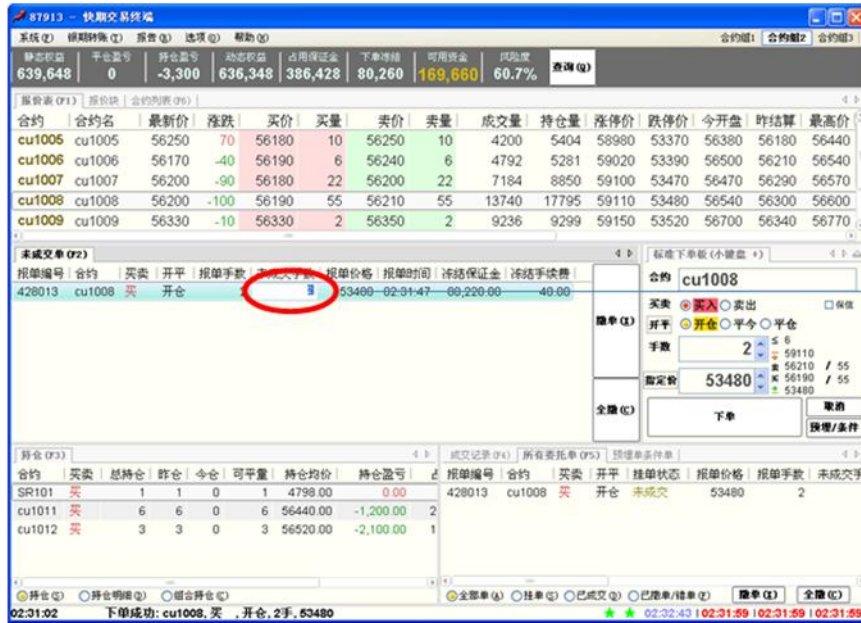 87913 - 快期交易终端
系统(Z) 银期转账(T) 报告(L) 选项(O) 帮助(H) 合约组1 合约组2 合约组3
静态权益 平仓盈亏 持仓盈亏 动态权益 占用保证金 下单冻结 可用资金 风险度 查询(Q)
639,648 0 -3,300 636,348 386,428 80,260 169,660 60.7%
报价表(F1) 报价块 合约列表(F6)
合约 合约名 最新价 涨跌 买价 买量 卖价 卖量 成交量 持仓量 涨停价 跌停价 今开盘 昨结算 最高价
cu1005 cu1005 56250 70 56180 10 56250 10 4200 5404 58980 53370 56380 56180 56440
cu1006 cu1006 56170 -40 56190 6 56240 6 4792 5281 59020 53390 56500 56210 56540
cu1007 cu1007 56200 -90 56180 22 56200 22 7184 8850 59100 53470 56470 56290 56570
cu1008 cu1008 56200 -100 56190 55 56210 55 13740 17795 59110 53480 56540 56300 56600
cu1009 cu1009 56330 -10 56330 2 56350 2 9236 9299 59150 53520 56700 56340 56770
未成交单(F2)
报单编号 合约 买卖 开平 报单手数 未成交手数 报单价格 报单时间 冻结保证金 冻结手续费
428013 cu1008 买 开仓 2 53480 02:31:47 80,220.00 40.00
撤单(X)
全撤(C)
标准下单板(小键盘 +)
合约 cu1008
买卖 买入 卖出 保值
开平 开仓 平今 平仓
手数 2 ≤ 6
59110
卖 56210 / 55
指定价 53480 买 56190 / 55
53480
下单 取消
预埋/条件
持仓(F3)
合约 买卖 总持仓 昨仓 今仓 可平量 持仓均价 持仓盈亏 占
SR101 买 1 1 0 1 4798.00 0.00
cu1011 买 6 6 0 6 56440.00 -1,200.00 2
cu1012 买 3 3 0 3 56520.00 -2,100.00 1
持仓(S) 持仓明细(D) 组合持仓(E)
成交记录(F4) 所有委托单(F5) 预埋单条件单
报单编号 合约 买卖 开平 挂单状态 报单价格 报单手数 未成交手
428013 cu1008 买 开仓 未成交 53480 2
全部单(A) 挂单(S) 已成交(D) 已撤单/错单(F) 撤单(X) 全撤(C)
02:31:02 下单成功: cu1008, 买 , 开仓, 2手, 53480 02:32:43 02:31:59 02:31:59 02:31:59